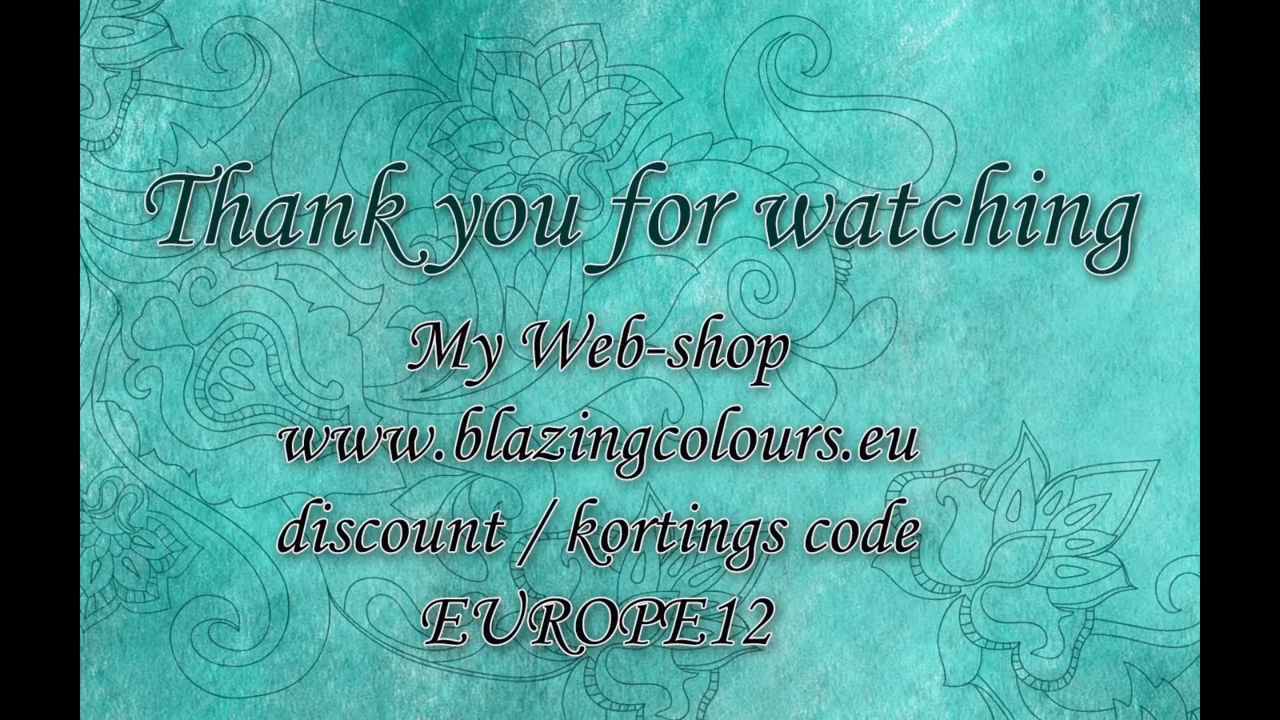 Thank you for watching
My Web-shop
www.blazingcolours.eu
discount / kortings code
EUROPE12